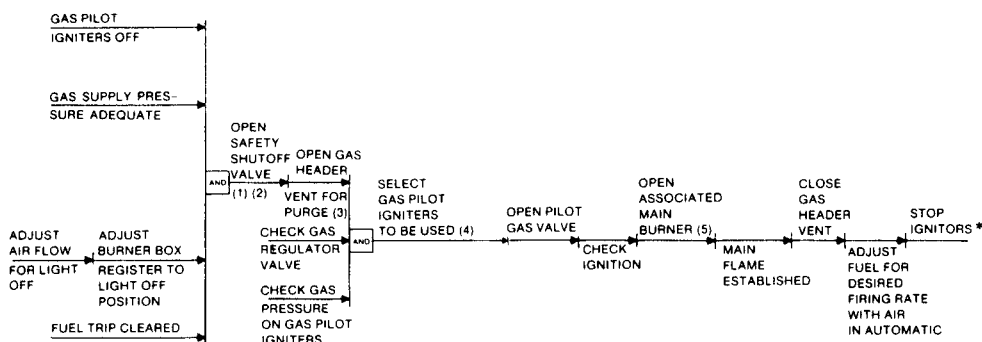 GAS PILOT
IGNITERS OFF
GAS SUPPLY PRES-
SURE ADEQUATE
ADJUST
AIR FLOW
FOR LIGHT
OFF
ADJUST
BURNER BOX
REGISTER TO
LIGHT OFF
POSITION
FUEL TRIP CLEARED
AND
OPEN
SAFETY
SHUTOFF
VALVE
(1) (2)
OPEN GAS
HEADER
VENT FOR
PURGE (3)
CHECK GAS
REGULATOR
VALVE
CHECK GAS
PRESSURE
ON GAS PILOT
IGNITERS
AND
SELECT
GAS PILOT
IGNITERS
TO BE USED (4)
OPEN PILOT
GAS VALVE
CHECK
IGNITION
OPEN
ASSOCIATED
MAIN
BURNER (5)
MAIN
FLAME
ESTABLISHED
CLOSE
GAS
HEADER
VENT
ADJUST
FUEL FOR
DESIRED
FIRING RATE
WITH AIR
IN AUTOMATIC
STOP
IGNITORS *